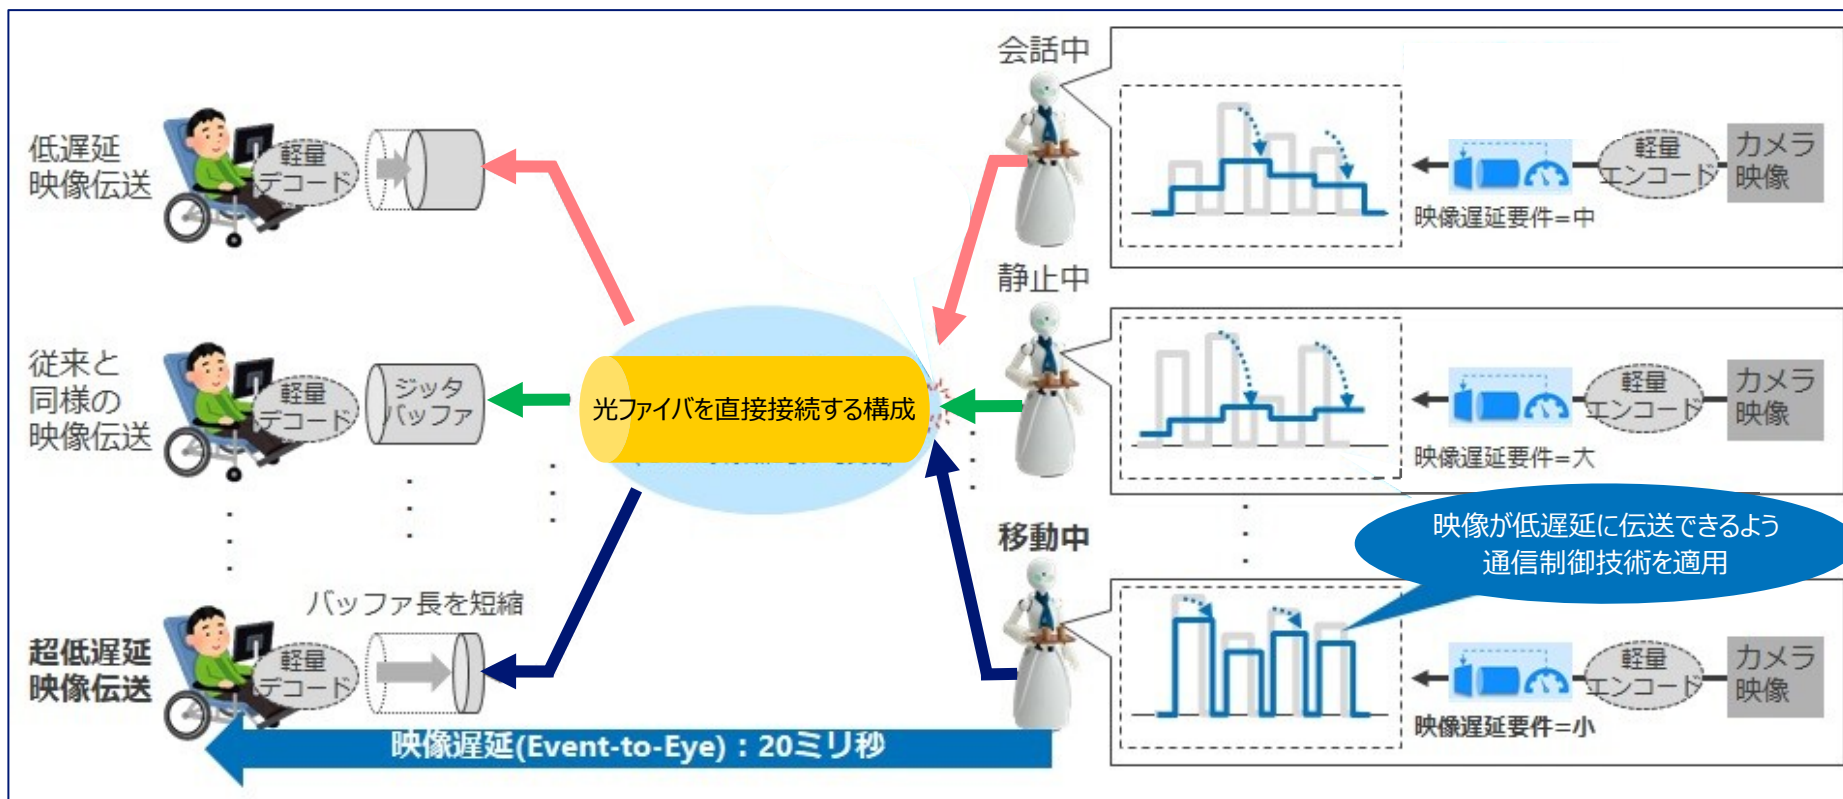 会話中
低遅延
映像伝送
軽量
デコード
映像遅延要件=中
軽量
エンコード
カメラ
映像
静止中
従来と
同様の
映像伝送
軽量
デコード
ジッタ
バッファ
光ファイバを直接接続する構成
映像遅延要件=大
軽量
エンコード
カメラ
映像
映像が低遅延に伝送できるよう
通信制御技術を適用
移動中
バッファ長を短縮
超低遅延
映像伝送
軽量
デコード
映像遅延要件=小
軽量
エンコード
カメラ
映像
映像遅延(Event-to-Eye)：20ミリ秒